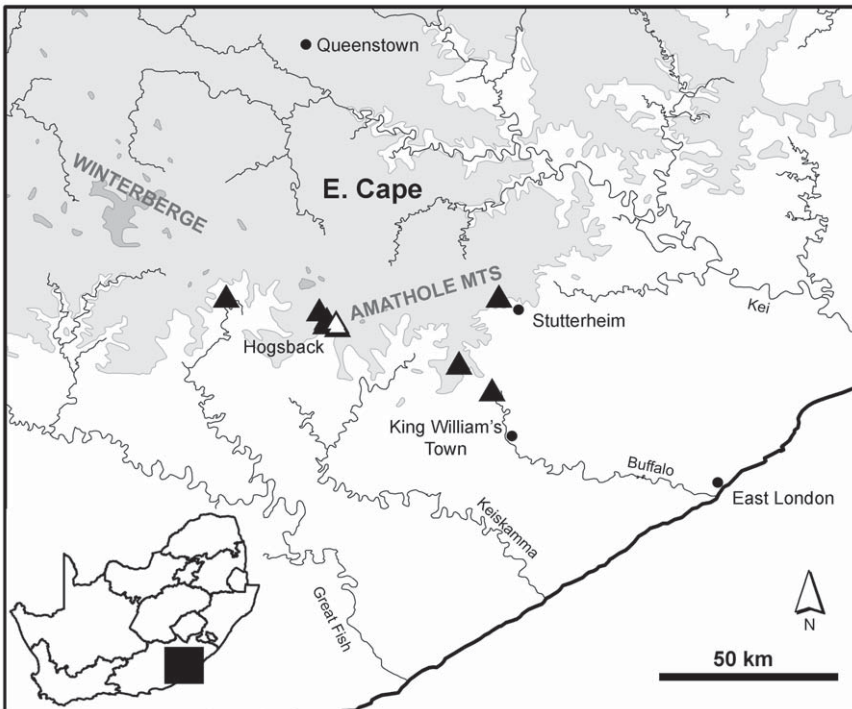 Queenstown
WINTERBERGE
E. Cape
AMATHOLE MTS
Kei
Stutterheim
Hogsback
King William's
Town
Buffalo
East London
Keiskamma
Great Fish
N
50 km